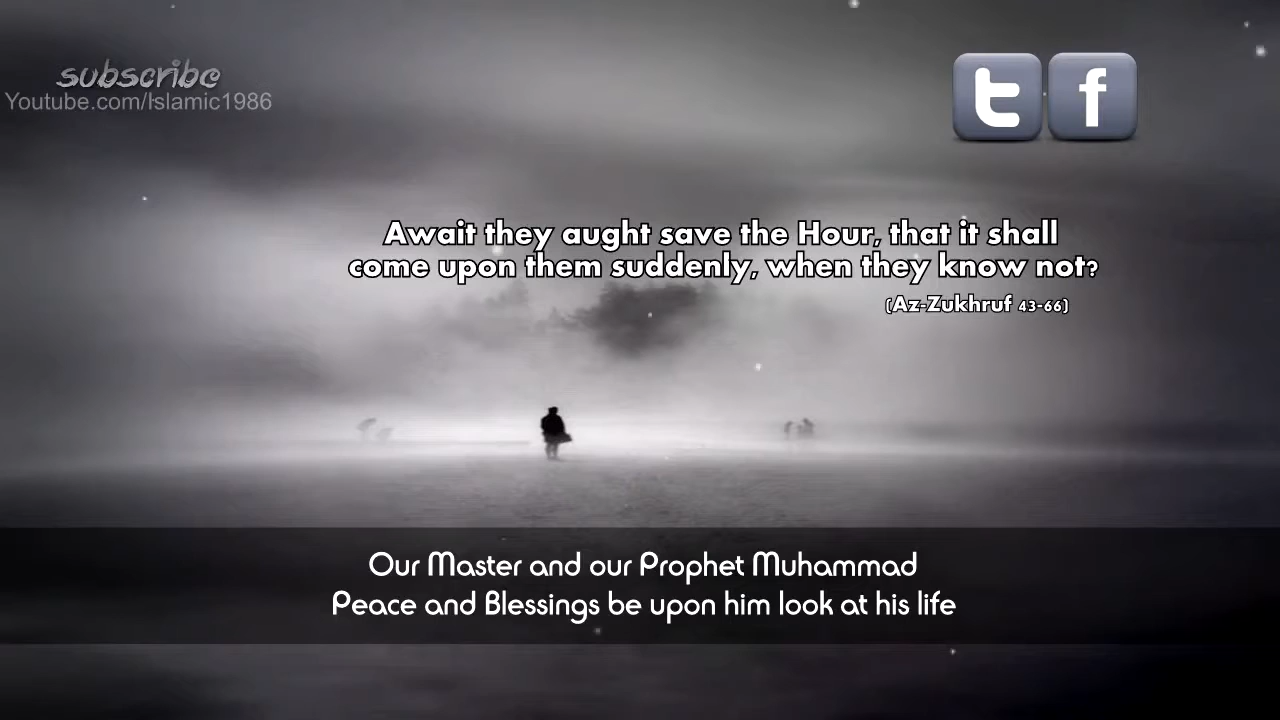 subscribe
Youtube.com/Islamic1986
t f
Await they aught save the Hour, that it shall
come upon them suddenly, when they know not?
(Az-Zukhruf 43-66)
Our Master and our Prophet Muhammad
Peace and Blessings be upon him look at his life